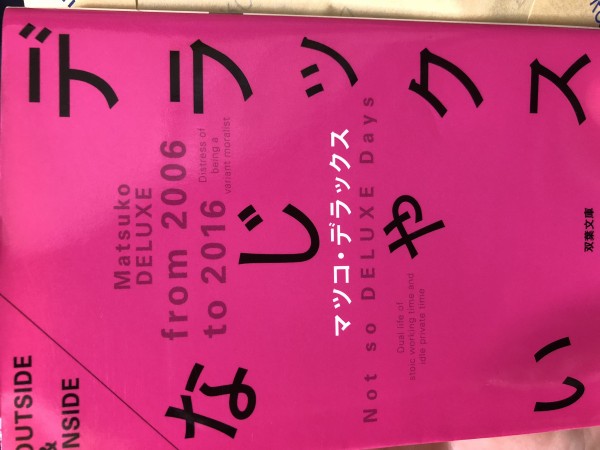 デラックス
じゃ
ない
マツコ・デラックス
Matsuko
DELUXE
from 2006
to 2016
Distress of
being a
variant moralist
Not so DELUXE Days
Dual life of
stoic working time and
idle private time
OUTSIDE
&
NSIDE
双葉文庫